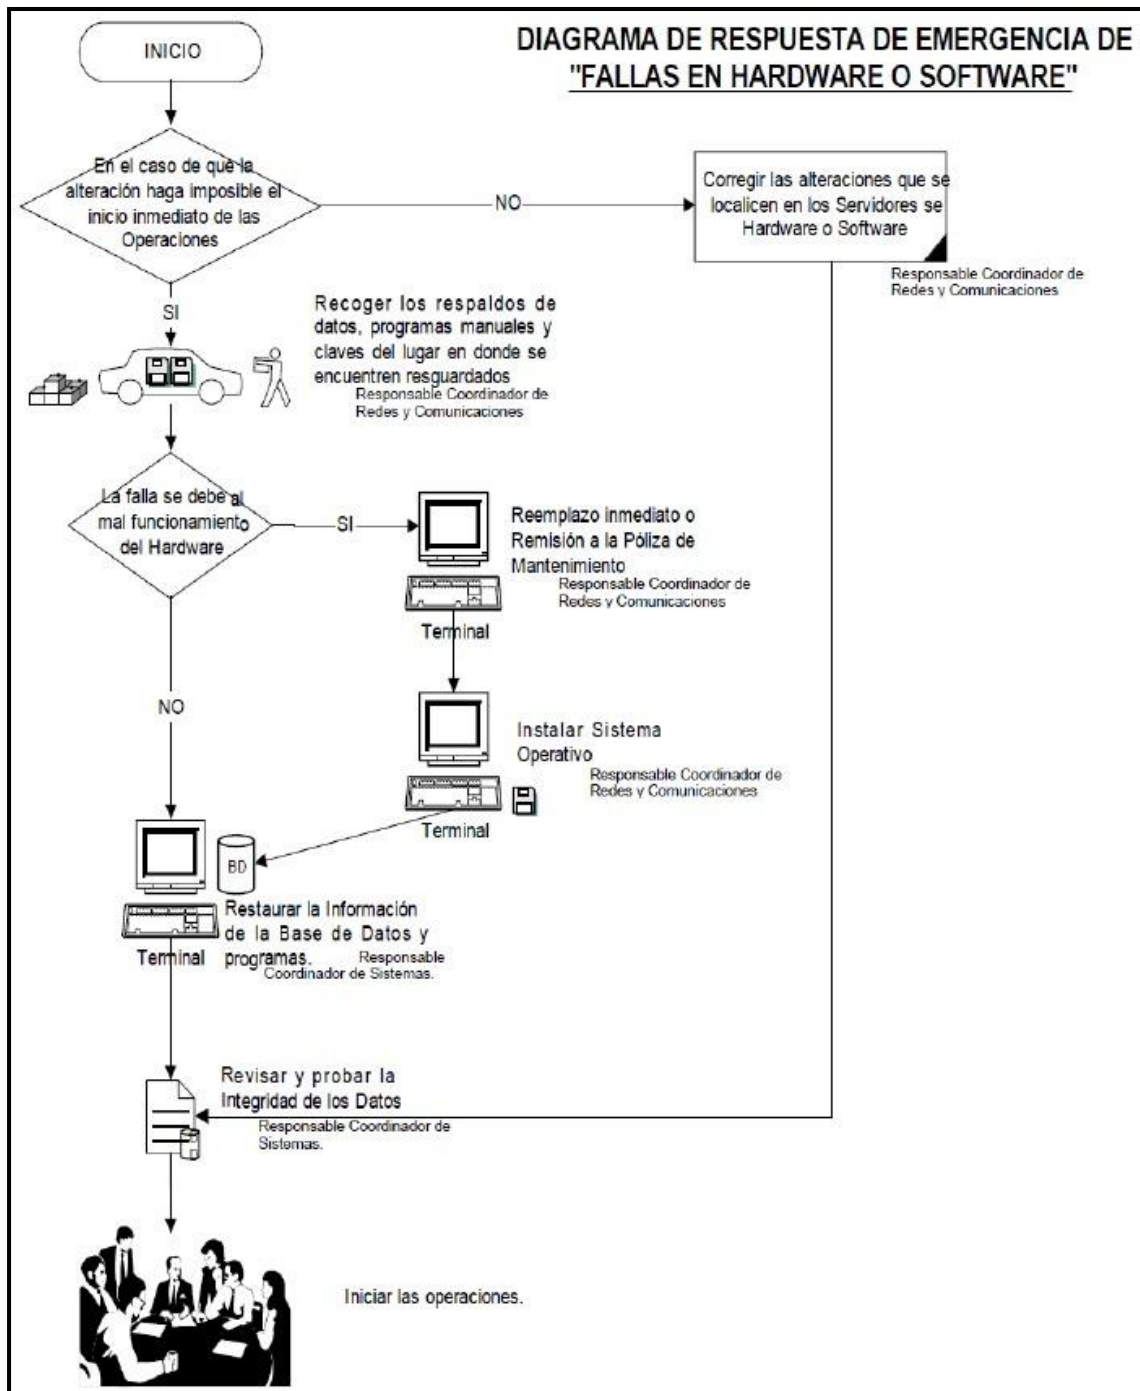 DIAGRAMA DE RESPUESTA DE EMERGENCIA DE
"FALLAS EN HARDWARE O SOFTWARE"
INICIO
En el caso de que la
alteración haga imposible el
inicio inmediato de las
Operaciones
NO
Corregir las alteraciones que se
localicen en los Servidores se
Hardware o Software
Responsable Coordinador de
Redes y Comunicaciones
SI
Recoger los respaldos de
datos, programas manuales y
claves del lugar en donde se
encuentren resguardados
Responsable Coordinador de
Redes y Comunicaciones
La falla se debe al
mal funcionamiento
del Hardware
SI
Reemplazo inmediato o
Remisión a la Póliza de
Mantenimiento
Responsable Coordinador de
Redes y Comunicaciones
Terminal
NO
Instalar Sistema
Operativo
Responsable Coordinador de
Redes y Comunicaciones
Terminal
BD
Restaurar la Información
de la Base de Datos y
programas.
Responsable
Coordinador de Sistemas.
Terminal
Revisar y probar la
Integridad de los Datos
Responsable Coordinador de
Sistemas.
Iniciar las operaciones.